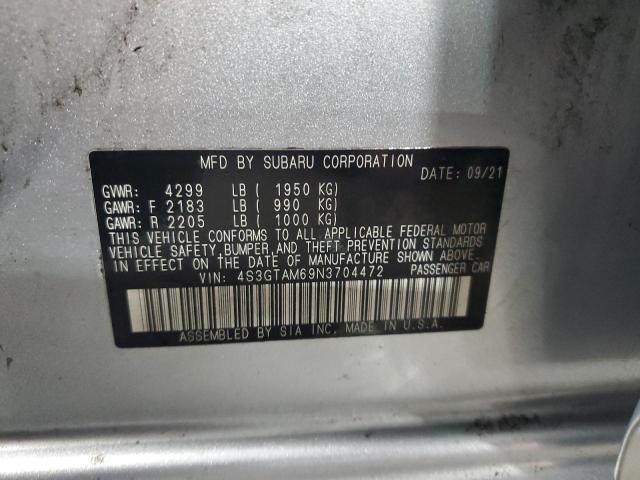 MFD BY SUBARU CORPORATION
DATE: 09/21
GVWR: 4299 LB ( 1950 KG)
GAWR: F 2183 LB ( 990 KG)
GAWR: R 2205 LB ( 1000 KG)
THIS VEHICLE CONFORMS TO ALL APPLICABLE FEDERAL MOTOR
VEHICLE SAFETY, BUMPER, AND THEFT PREVENTION STANDARDS
IN EFFECT ON THE DATE OF MANUFACTURE SHOWN ABOVE.
VIN: 4S3GTAM69N3704472 PASSENGER CAR
ASSEMBLED BY SIA INC. MADE IN U.S.A.